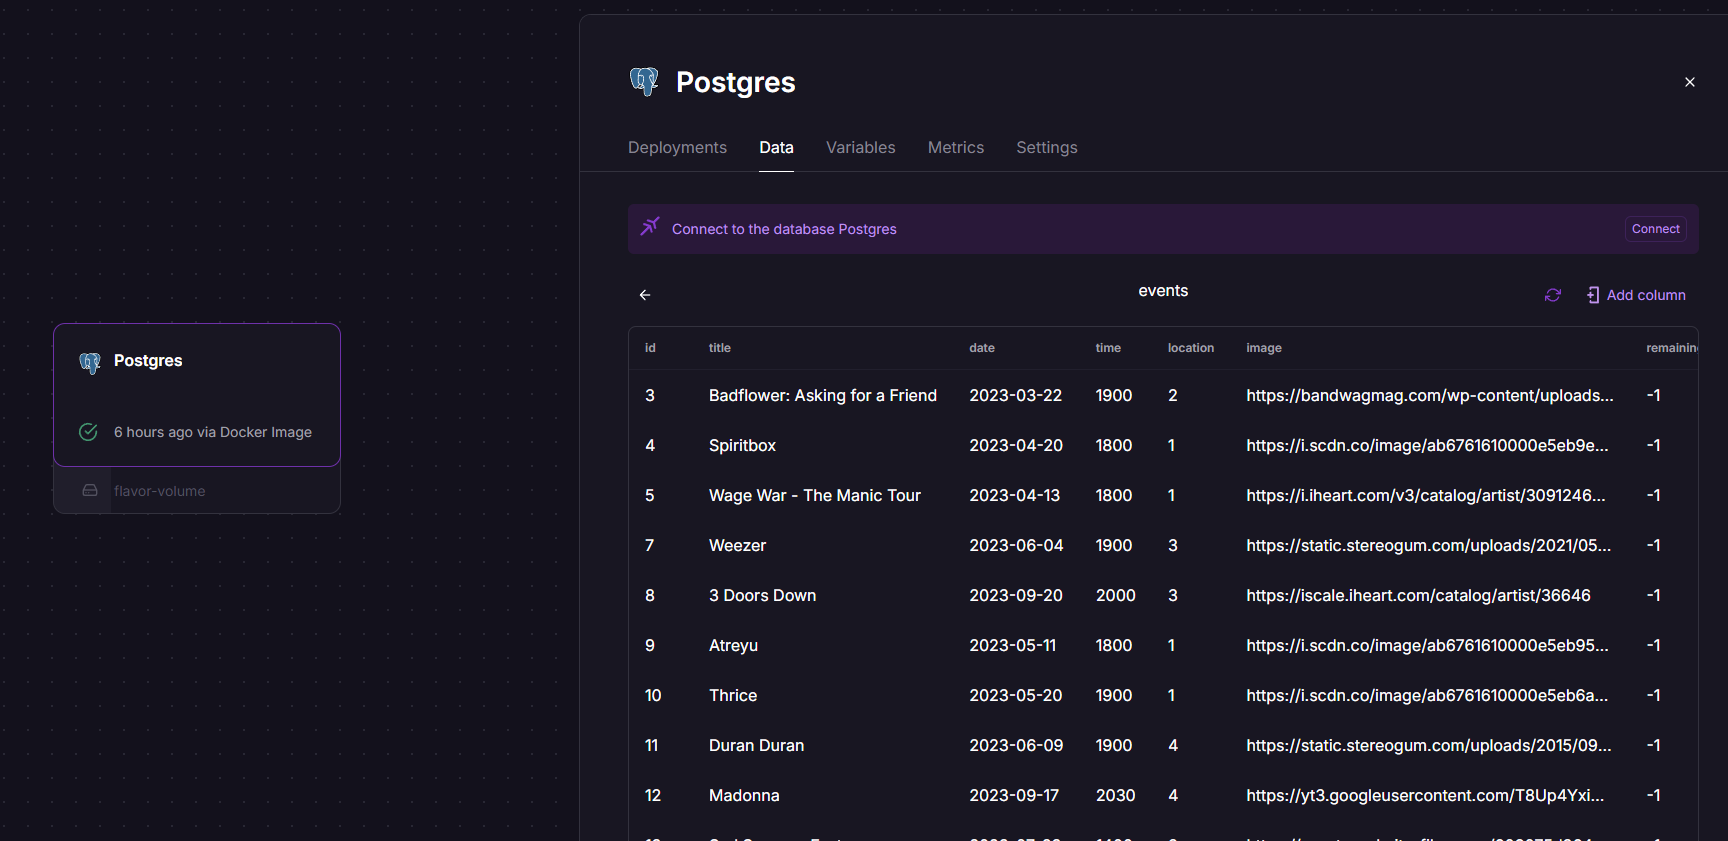 Postgres
Deployments Data Variables Metrics Settings
Connect to the database Postgres Connect
events Add column
Postgres
6 hours ago via Docker Image
flavor-volume
id title date time location image remainin
3 Badflower: Asking for a Friend 2023-03-22 1900 2 https://bandwagmag.com/wp-content/uploads... -1
4 Spiritbox 2023-04-20 1800 1 https://i.scdn.co/image/ab6761610000e5eb9e... -1
5 Wage War - The Manic Tour 2023-04-13 1800 1 https://i.iheart.com/v3/catalog/artist/3091246... -1
7 Weezer 2023-06-04 1900 3 https://static.stereogum.com/uploads/2021/05... -1
8 3 Doors Down 2023-09-20 2000 3 https://iscale.iheart.com/catalog/artist/36646 -1
9 Atreyu 2023-05-11 1800 1 https://i.scdn.co/image/ab6761610000e5eb95... -1
10 Thrice 2023-05-20 1900 1 https://i.scdn.co/image/ab6761610000e5eb6a... -1
11 Duran Duran 2023-06-09 1900 4 https://static.stereogum.com/uploads/2015/09... -1
12 Madonna 2023-09-17 2030 4 https://yt3.googleusercontent.com/T8Up4Yxi... -1